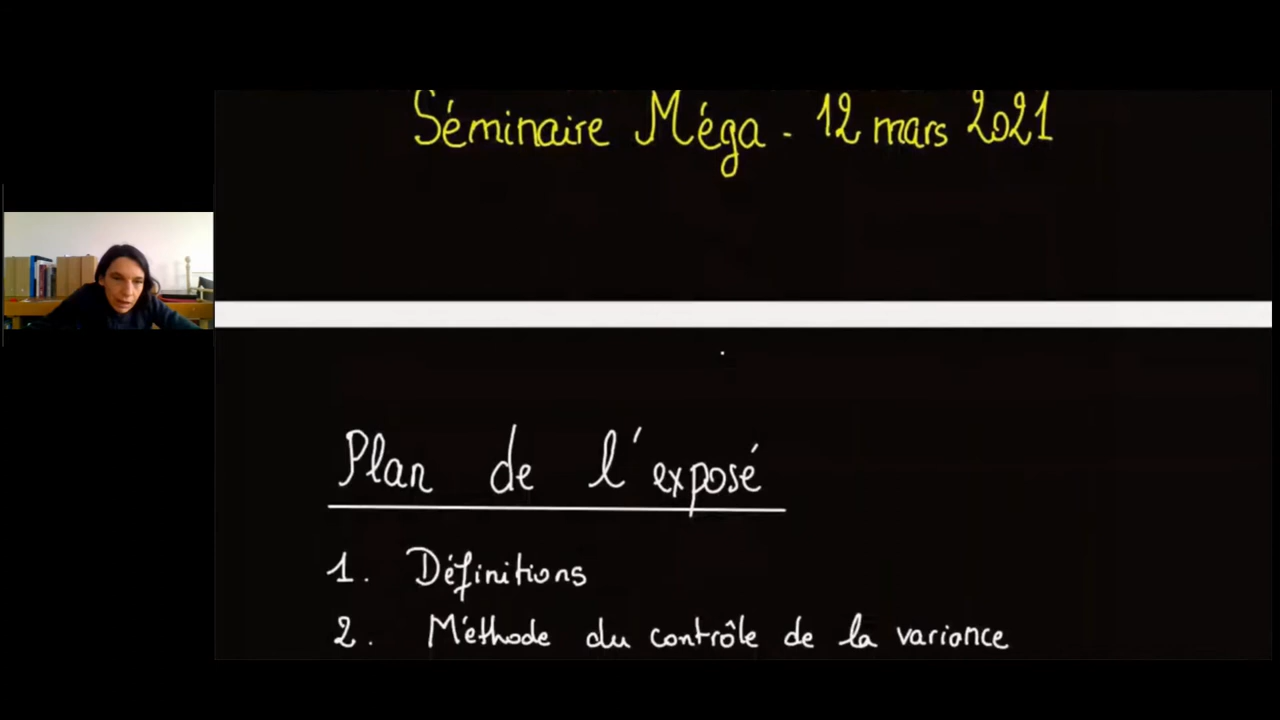 Séminaire Méga - 12 mars 2021
Plan de l'exposé
1. Définitions
2. Méthode du contrôle de la variance